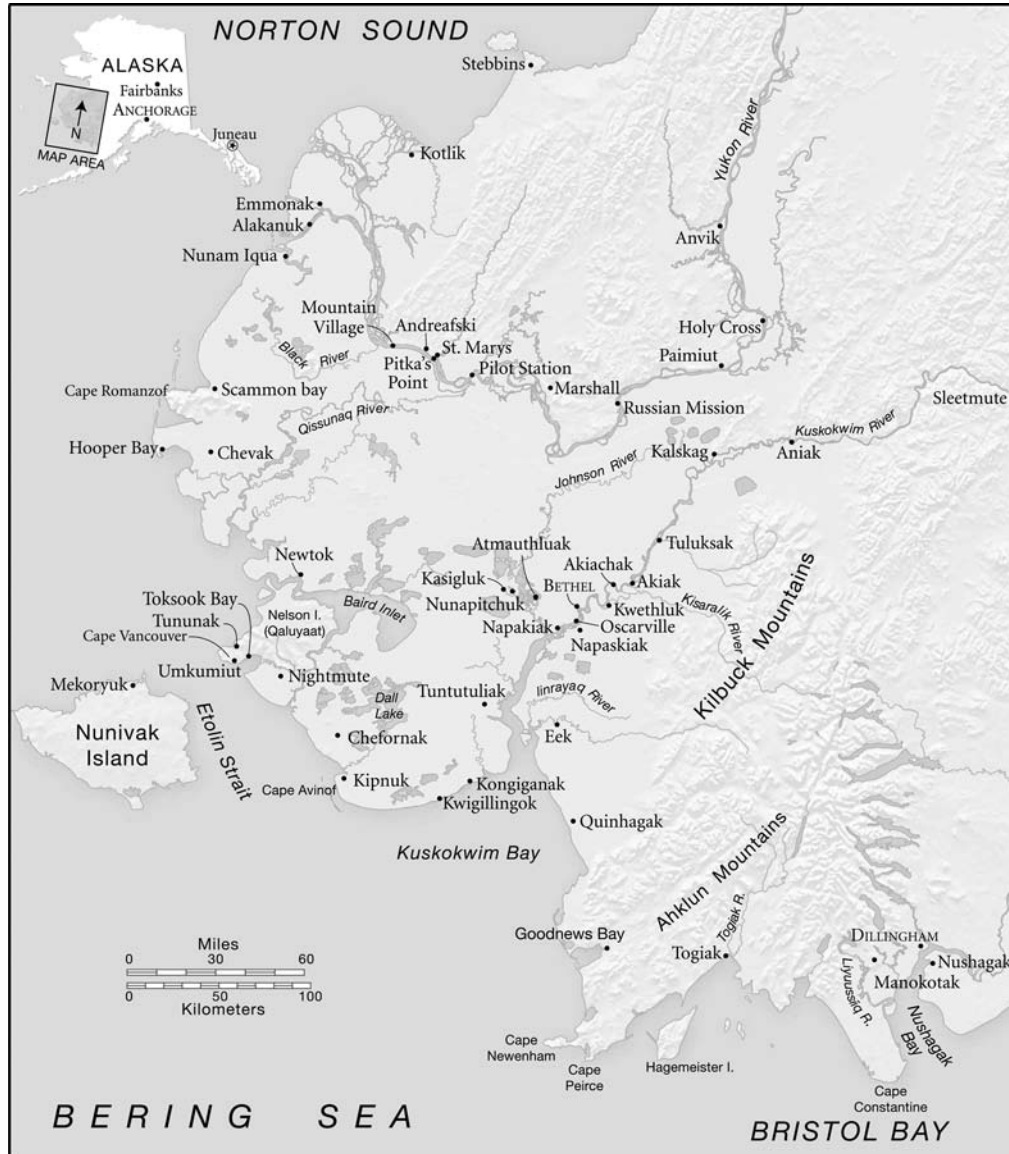 NORTON SOUND
Stebbins
ALASKA
Fairbanks
ANCHORAGE
N
MAP AREA
Juneau
Kotlik
Yukon River
Emmonak
Alakanuk
Anvik
Nunam Iqua
Mountain
Village
Andreafski
St. Marys
Holy Cross
Black River
Pitka's
Point
Pilot Station
Paimiut
Cape Romanzof
Scammon bay
Marshall
Russian Mission
Sleetmute
Qissunaq River
Kuskokwim River
Hooper Bay
Chevak
Johnson River
Kalskag
Aniak
Newtok
Atmauthluak
Tuluksak
Kasigluk
Akiachak
Toksook Bay
Baird Inlet
Nunapitchuk
BETHEL
Akiak
Nelson I.
(Qaluyaat)
Tununak
Kwethluk
Kisaralik River
Cape Vancouver
Napakiak
Oscarville
Umkumiut
Napaskiak
Kilbuck Mountains
Mekoryuk
Nightmute
Tuntutuliak
Iinrayaq River
Dall
Lake
Nunivak
Island
Etolin Strait
Chefornak
Eek
Cape Avinof
Kipnuk
Kongiganak
Kwigillingok
Quinhagak
Kuskokwim Bay
Ahklun Mountains
Miles
0 30 60
0 50 100
Kilometers
Goodnews Bay
Togiak R.
Togiak
DILLINGHAM
Nushagak
Manokotak
Liyuussiiq R.
Nushagak
Bay
Cape
Newenham
Cape
Peirce
Hagemeister I.
Cape
Constantine
BERING SEA
BRISTOL BAY